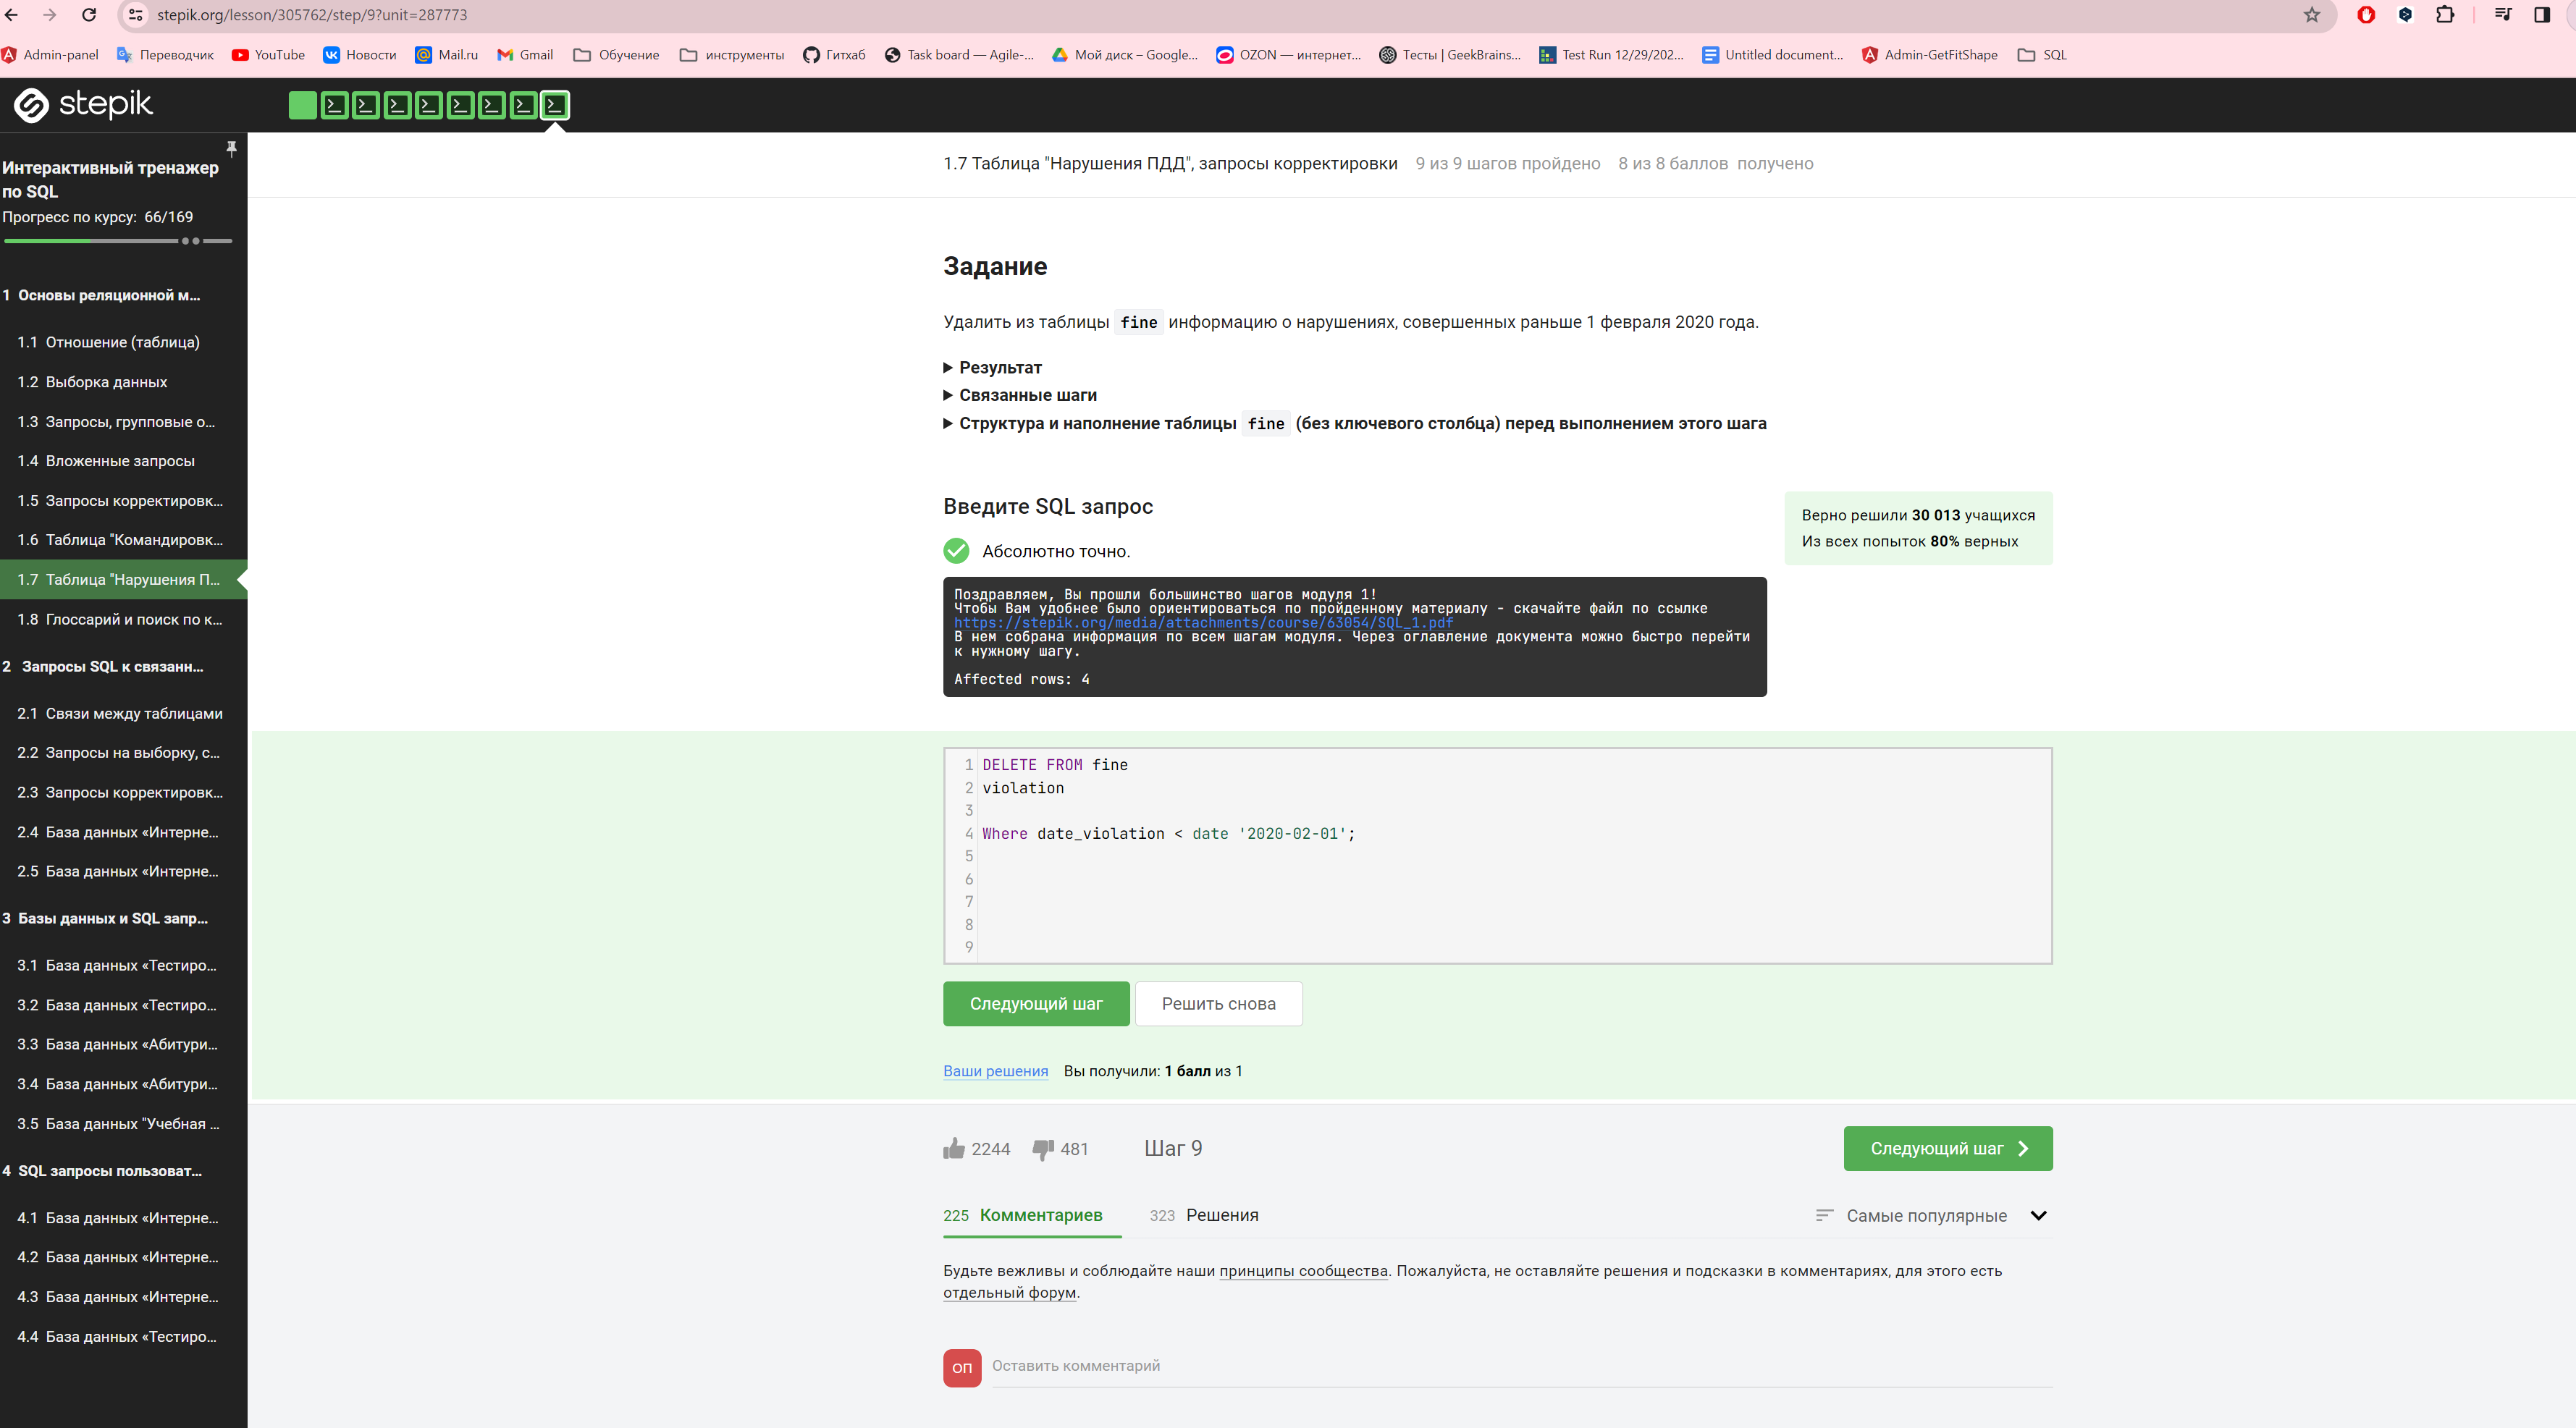 stepik.org/lesson/305762/step/9?unit=287773
Admin-panel Переводчик YouTube Новости Mail.ru Gmail Обучение инструменты Гитхаб Task board — Agile-... Мой диск – Google... OZON — интернет... Тесты | GeekBrains... Test Run 12/29/202... Untitled document... Admin-GetFitShape SQL
stepik
Интерактивный тренажер
по SQL
Прогресс по курсу: 66/169
1 Основы реляционной м...
1.1 Отношение (таблица)
1.2 Выборка данных
1.3 Запросы, групповые о...
1.4 Вложенные запросы
1.5 Запросы корректировк...
1.6 Таблица "Командировк...
1.7 Таблица "Нарушения П...
1.8 Глоссарий и поиск по к...
2 Запросы SQL к связанн...
2.1 Связи между таблицами
2.2 Запросы на выборку, с...
2.3 Запросы корректировк...
2.4 База данных «Интерне...
2.5 База данных «Интерне...
3 Базы данных и SQL запр...
3.1 База данных «Тестиро...
3.2 База данных «Тестиро...
3.3 База данных «Абитури...
3.4 База данных «Абитури...
3.5 База данных "Учебная ...
4 SQL запросы пользоват...
4.1 База данных «Интерне...
4.2 База данных «Интерне...
4.3 База данных «Интерне...
4.4 База данных «Тестиро...
1.7 Таблица "Нарушения ПДД", запросы корректировки 9 из 9 шагов пройдено 8 из 8 баллов получено
Задание
Удалить из таблицы fine информацию о нарушениях, совершенных раньше 1 февраля 2020 года.
Результат
Связанные шаги
Структура и наполнение таблицы fine (без ключевого столбца) перед выполнением этого шага
Введите SQL запрос
Верно решили 30 013 учащихся
Из всех попыток 80% верных
Абсолютно точно.
Поздравляем, Вы прошли большинство шагов модуля 1!
Чтобы Вам удобнее было ориентироваться по пройденному материалу - скачайте файл по ссылке
https://stepik.org/media/attachments/course/63054/SQL_1.pdf
В нем собрана информация по всем шагам модуля. Через оглавление документа можно быстро перейти
к нужному шагу.
Affected rows: 4
1 DELETE FROM fine
2 violation
3
4 Where date_violation < date '2020-02-01';
5
6
7
8
9
Следующий шаг Решить снова
Ваши решения Вы получили: 1 балл из 1
2244 481 Шаг 9 Следующий шаг
225 Комментариев 323 Решения Самые популярные
Будьте вежливы и соблюдайте наши принципы сообщества. Пожалуйста, не оставляйте решения и подсказки в комментариях, для этого есть
отдельный форум.
ОП Оставить комментарий